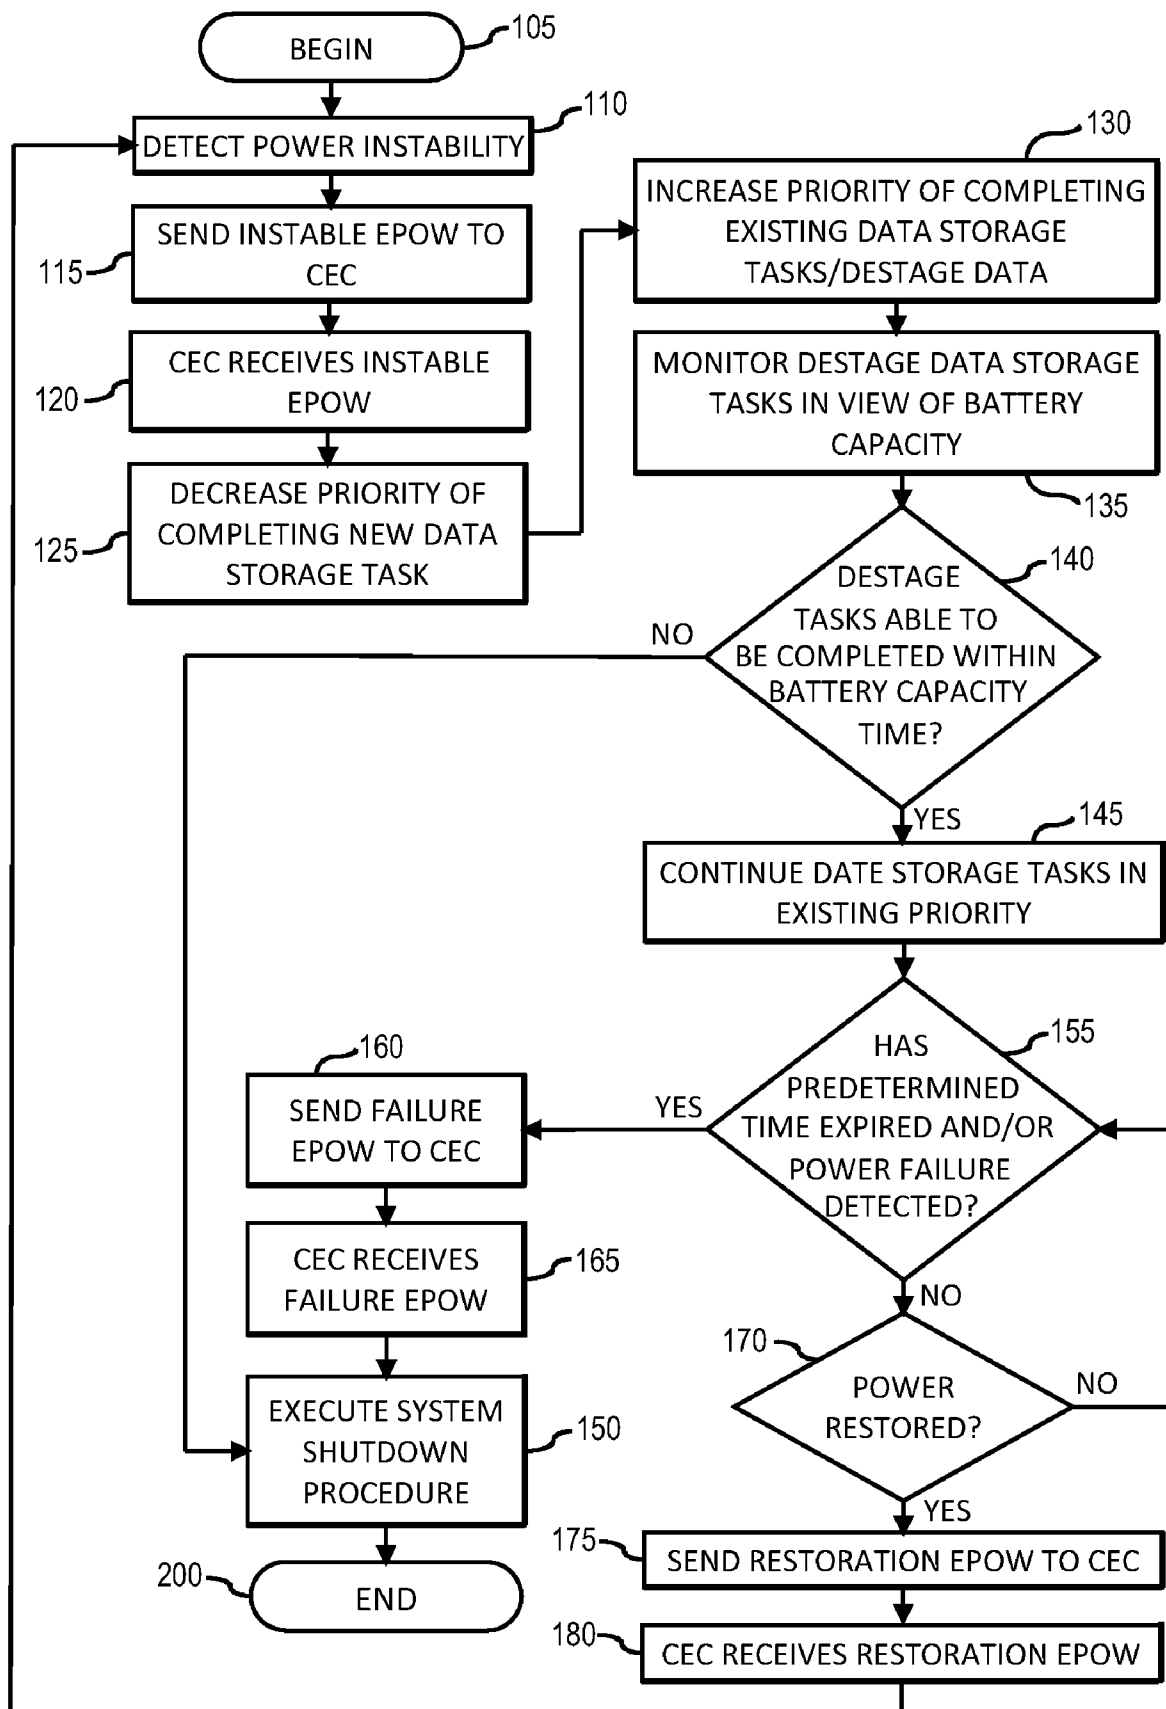 BEGIN
105
DETECT POWER INSTABILITY
110
SEND INSTABLE EPOW TO
CEC
115
CEC RECEIVES INSTABLE
EPOW
120
DECREASE PRIORITY OF
COMPLETING NEW DATA
STORAGE TASK
125
130
INCREASE PRIORITY OF COMPLETING
EXISTING DATA STORAGE
TASKS/DESTAGE DATA
MONITOR DESTAGE DATA STORAGE
TASKS IN VIEW OF BATTERY
CAPACITY
135
140
DESTAGE
TASKS ABLE TO
BE COMPLETED WITHIN
BATTERY CAPACITY
TIME?
NO
YES
145
CONTINUE DATE STORAGE TASKS IN
EXISTING PRIORITY
155
HAS
PREDETERMINED
TIME EXPIRED AND/OR
POWER FAILURE
DETECTED?
YES
NO
160
SEND FAILURE
EPOW TO CEC
CEC RECEIVES
FAILURE EPOW
165
EXECUTE SYSTEM
SHUTDOWN
PROCEDURE
150
200
END
170
POWER
RESTORED?
NO
YES
175
SEND RESTORATION EPOW TO CEC
180
CEC RECEIVES RESTORATION EPOW